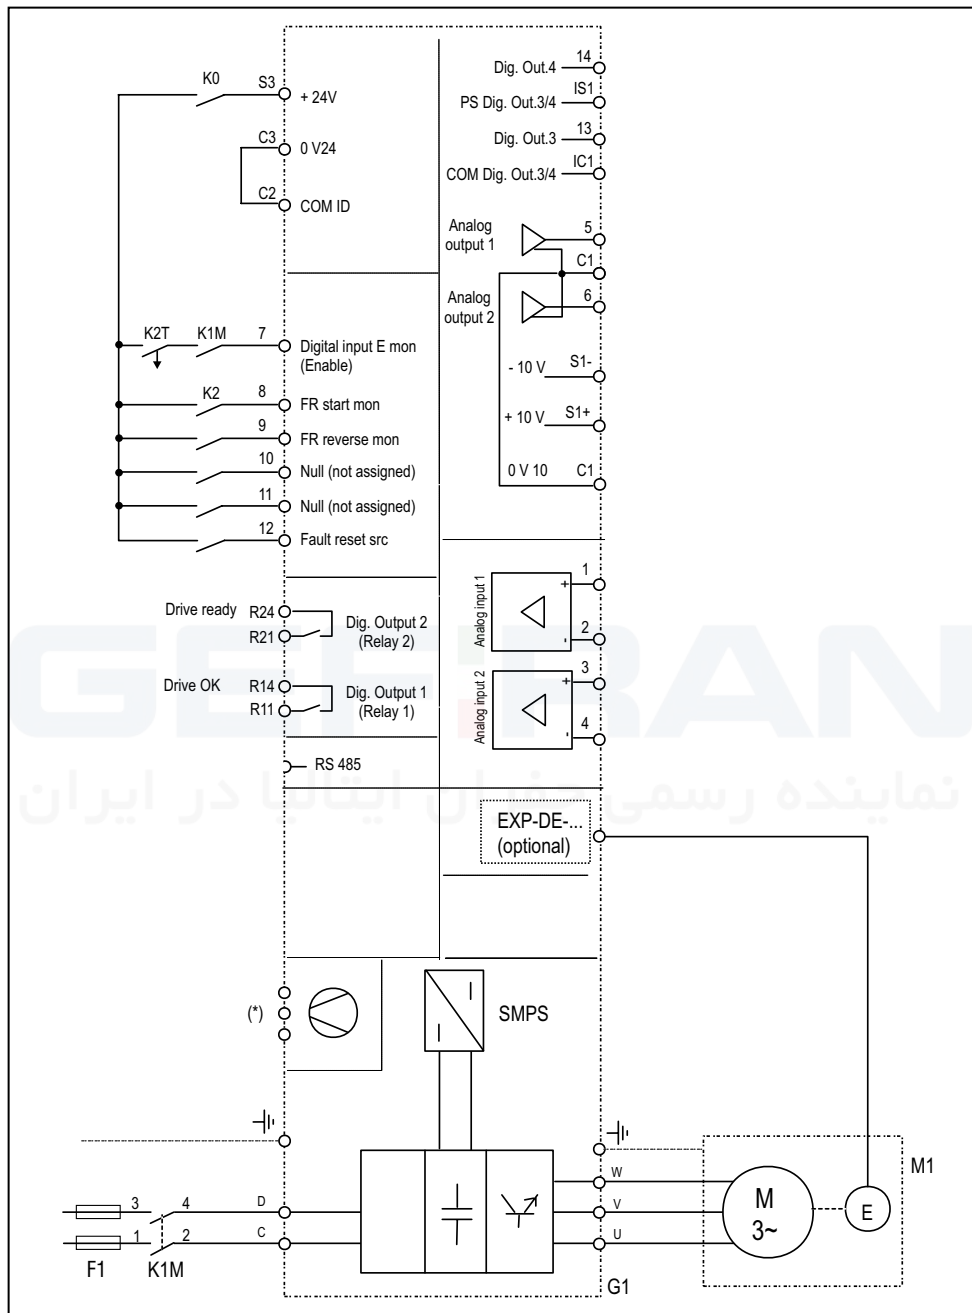 K0
S3
+ 24V
C3
0 V24
C2
COM ID
K2T
K1M
7
Digital input E mon
(Enable)
K2
8
FR start mon
9
FR reverse mon
10
Null (not assigned)
11
Null (not assigned)
12
Fault reset src
Drive ready
R24
R21
Dig. Output 2
(Relay 2)
Drive OK
R14
R11
Dig. Output 1
(Relay 1)
RS 485
Dig. Out.4
14
PS Dig. Out.3/4
IS1
Dig. Out.3
13
COM Dig. Out.3/4
IC1
Analog
output 1
5
C1
Analog
output 2
6
- 10 V
S1-
+ 10 V
S1+
0 V 10
C1
Analog input 1
+
1
-
2
Analog input 2
+
3
-
4
GEFRAN
نماینده رسمی جفران ایتالیا در ایران
EXP-DE-...
(optional)
(*)
SMPS
3
4
D
1
2
C
F1
K1M
W
V
U
G1
M
3~
E
M1